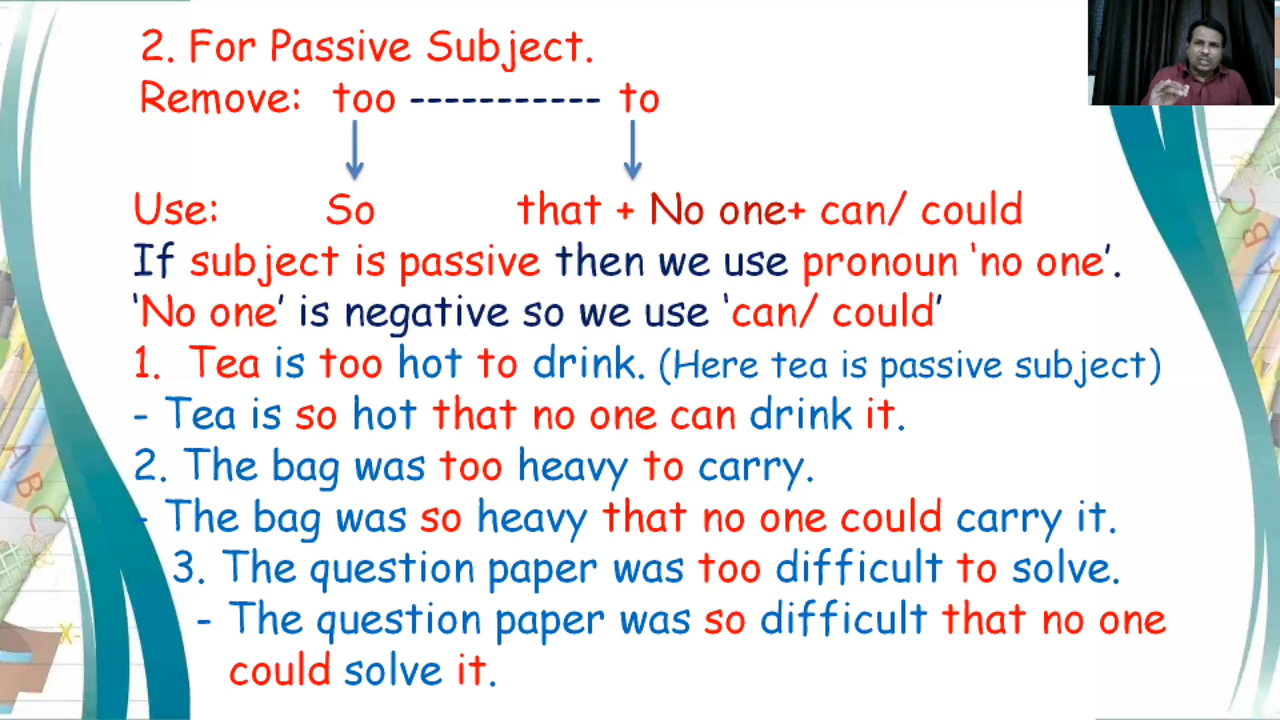 2. For Passive Subject.
Remove: too ----------- to
Use: So that + No one+ can/ could
If subject is passive then we use pronoun ‘no one’.
‘No one’ is negative so we use ‘can/ could’
1. Tea is too hot to drink. (Here tea is passive subject)
- Tea is so hot that no one can drink it.
2. The bag was too heavy to carry.
- The bag was so heavy that no one could carry it.
3. The question paper was too difficult to solve.
- The question paper was so difficult that no one
could solve it.
A
B
C
X-
C
B